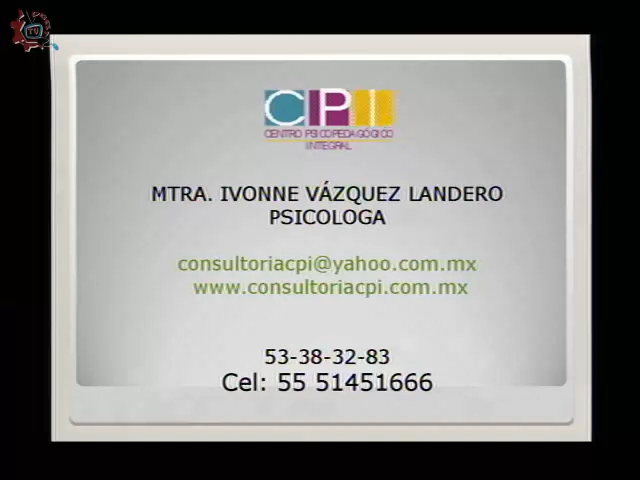 TV
CPI
CENTRO PSICOPEDAGÓGICO
INTEGRAL
MTRA. IVONNE VÁZQUEZ LANDERO
PSICOLOGA
consultoriacpi@yahoo.com.mx
www.consultoriacpi.com.mx
53-38-32-83
Cel: 55 51451666